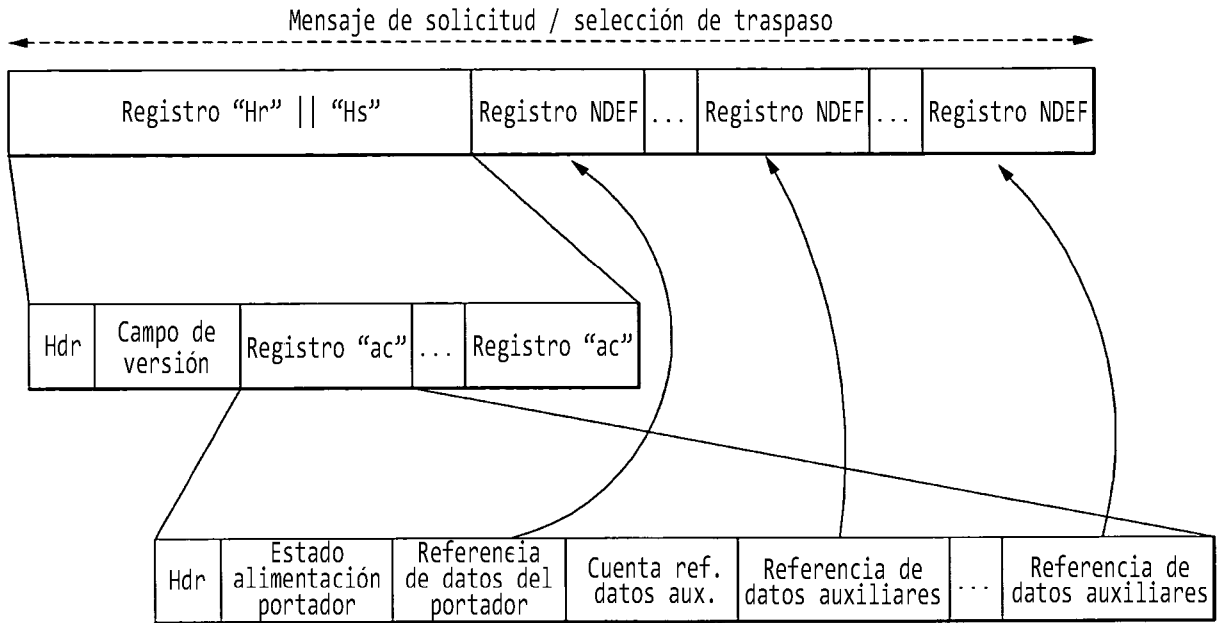 Mensaje de solicitud / selección de traspaso
Registro “Hr” || “Hs”
Registro NDEF
...
Registro NDEF
...
Registro NDEF
Hdr
Campo de
versión
Registro “ac”
...
Registro “ac”
Hdr
Estado
alimentación
portador
Referencia
de datos del
portador
Cuenta ref.
datos aux.
Referencia de
datos auxiliares
...
Referencia de
datos auxiliares